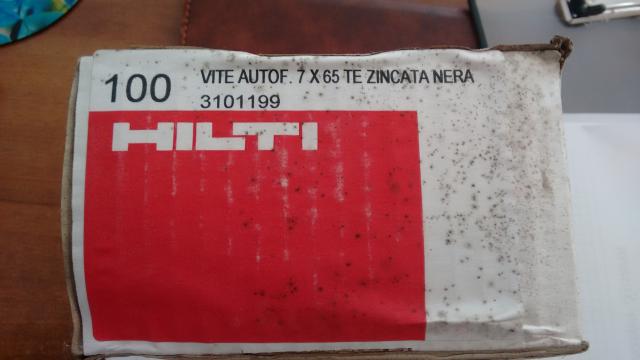 100 VITE AUTOF. 7 X 65 TE ZINCATA NERA
3101199
HILTI